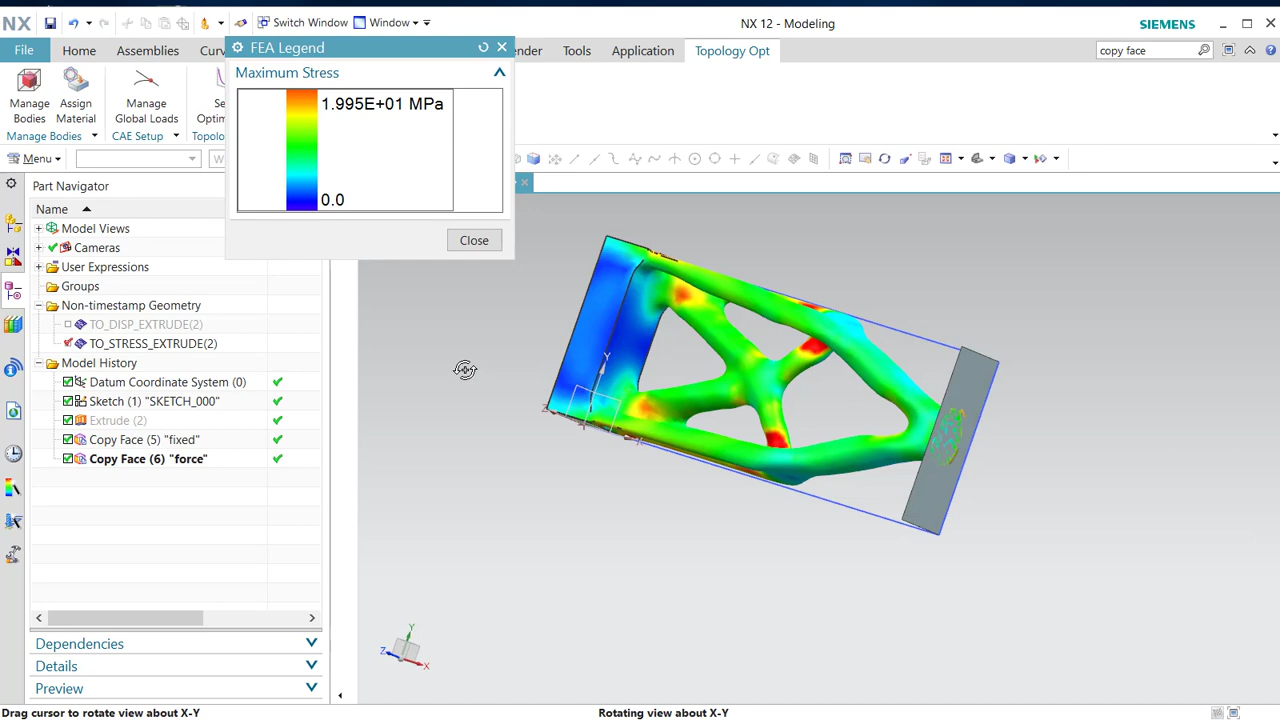 NX
Switch Window
Window
NX 12 - Modeling
SIEMENS
File
Home
Assemblies
Curv
ender
Tools
Application
Topology Opt
copy face
FEA Legend
Maximum Stress
1.995E+01 MPa
0.0
Close
Manage
Bodies
Assign
Material
Manage
Global Loads
Se
Optim
Manage Bodies
CAE Setup
Topolo
Menu
W
Part Navigator
Name
Model Views
Cameras
User Expressions
Groups
Non-timestamp Geometry
TO_DISP_EXTRUDE(2)
TO_STRESS_EXTRUDE(2)
Model History
Datum Coordinate System (0)
Sketch (1) "SKETCH_000"
Extrude (2)
Copy Face (5) "fixed"
Copy Face (6) "force"
Dependencies
Details
Preview
Y
Z
Y
Z
X
Drag cursor to rotate view about X-Y
Rotating view about X-Y